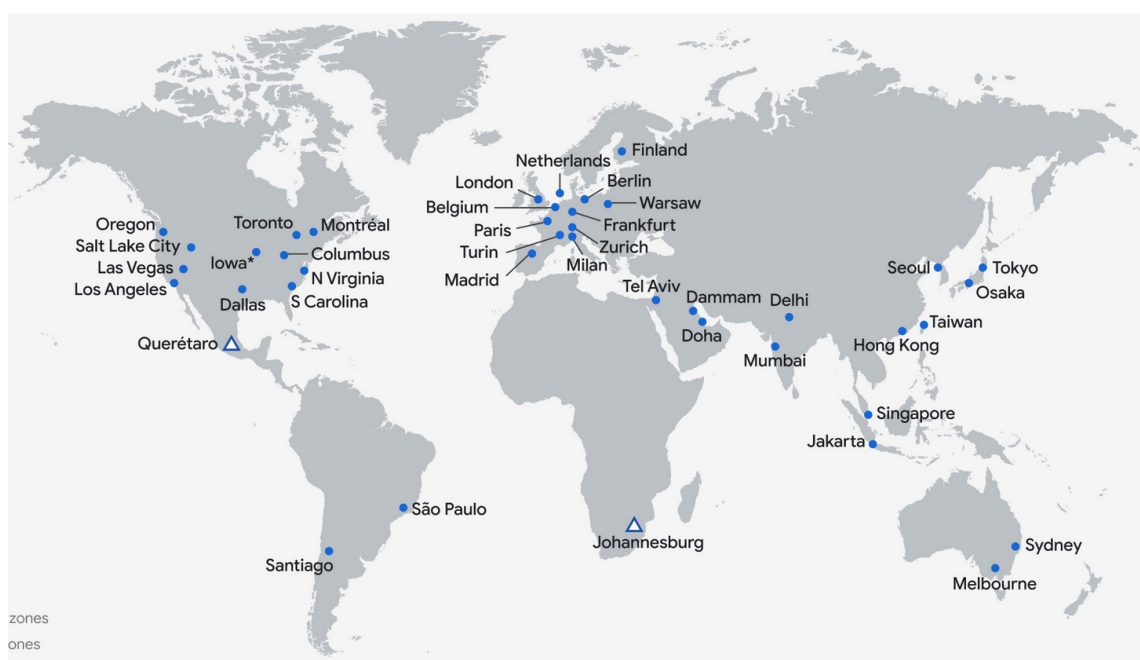 Finland
Netherlands
London
Berlin
Belgium
Warsaw
Paris
Frankfurt
Turin
Zurich
Milan
Madrid
Oregon
Toronto
Montréal
Salt Lake City
Iowa*
Columbus
Las Vegas
N Virginia
Los Angeles
Dallas
S Carolina
Querétaro
Tel Aviv
Dammam
Delhi
Doha
Mumbai
Seoul
Tokyo
Osaka
Taiwan
Hong Kong
Singapore
Jakarta
São Paulo
Santiago
Johannesburg
Sydney
Melbourne
zones
ones